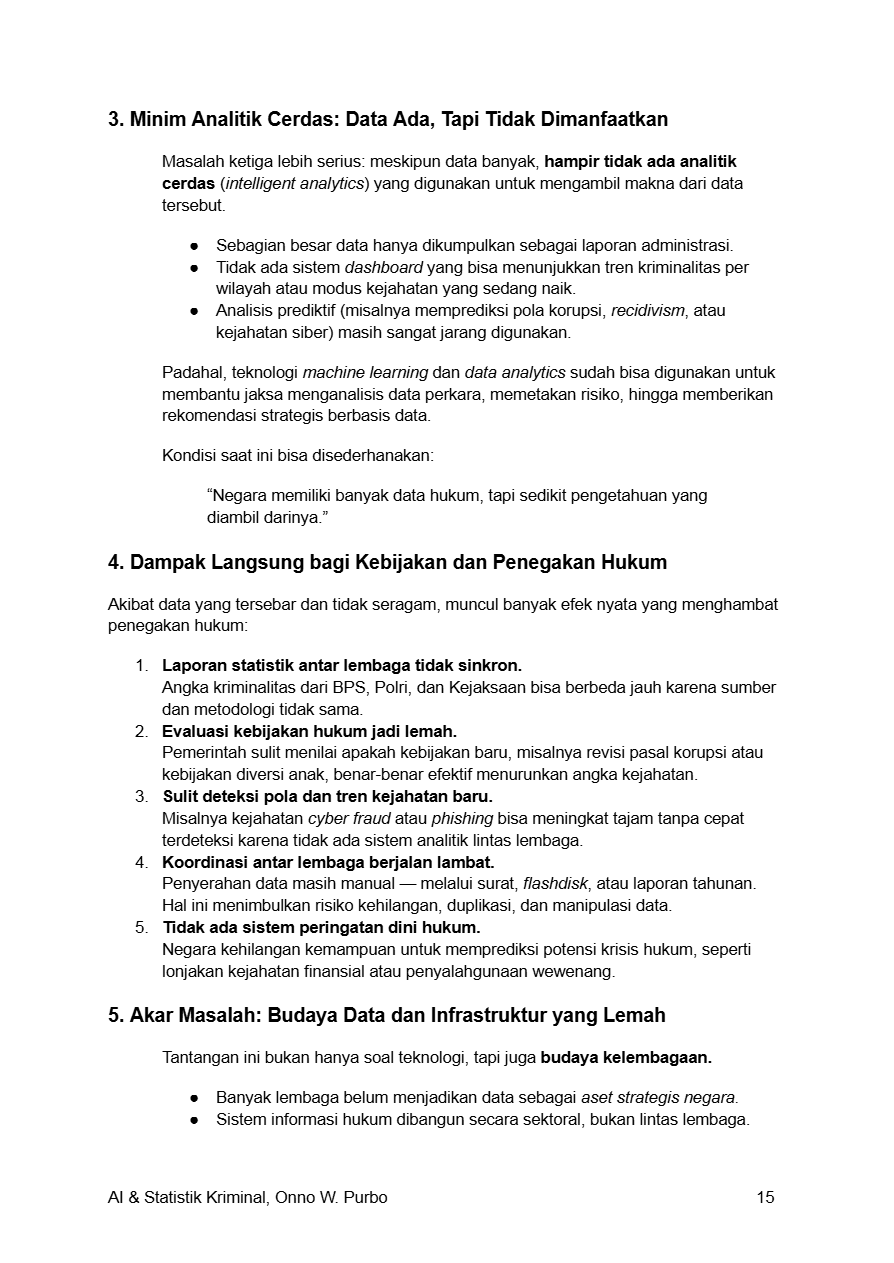 3. Minim Analitik Cerdas: Data Ada, Tapi Tidak Dimanfaatkan
Masalah ketiga lebih serius: meskipun data banyak, hampir tidak ada analitik
cerdas (intelligent analytics) yang digunakan untuk mengambil makna dari data
tersebut.
● Sebagian besar data hanya dikumpulkan sebagai laporan administrasi.
● Tidak ada sistem dashboard yang bisa menunjukkan tren kriminalitas per
wilayah atau modus kejahatan yang sedang naik.
● Analisis prediktif (misalnya memprediksi pola korupsi, recidivism, atau
kejahatan siber) masih sangat jarang digunakan.
Padahal, teknologi machine learning dan data analytics sudah bisa digunakan untuk
membantu jaksa menganalisis data perkara, memetakan risiko, hingga memberikan
rekomendasi strategis berbasis data.
Kondisi saat ini bisa disederhanakan:
“Negara memiliki banyak data hukum, tapi sedikit pengetahuan yang
diambil darinya.”
4. Dampak Langsung bagi Kebijakan dan Penegakan Hukum
Akibat data yang tersebar dan tidak seragam, muncul banyak efek nyata yang menghambat
penegakan hukum:
1. Laporan statistik antar lembaga tidak sinkron.
Angka kriminalitas dari BPS, Polri, dan Kejaksaan bisa berbeda jauh karena sumber
dan metodologi tidak sama.
2. Evaluasi kebijakan hukum jadi lemah.
Pemerintah sulit menilai apakah kebijakan baru, misalnya revisi pasal korupsi atau
kebijakan diversi anak, benar-benar efektif menurunkan angka kejahatan.
3. Sulit deteksi pola dan tren kejahatan baru.
Misalnya kejahatan cyber fraud atau phishing bisa meningkat tajam tanpa cepat
terdeteksi karena tidak ada sistem analitik lintas lembaga.
4. Koordinasi antar lembaga berjalan lambat.
Penyerahan data masih manual — melalui surat, flashdisk, atau laporan tahunan.
Hal ini menimbulkan risiko kehilangan, duplikasi, dan manipulasi data.
5. Tidak ada sistem peringatan dini hukum.
Negara kehilangan kemampuan untuk memprediksi potensi krisis hukum, seperti
lonjakan kejahatan finansial atau penyalahgunaan wewenang.
5. Akar Masalah: Budaya Data dan Infrastruktur yang Lemah
Tantangan ini bukan hanya soal teknologi, tapi juga budaya kelembagaan.
● Banyak lembaga belum menjadikan data sebagai aset strategis negara.
● Sistem informasi hukum dibangun secara sektoral, bukan lintas lembaga.
AI & Statistik Kriminal, Onno W. Purbo 15